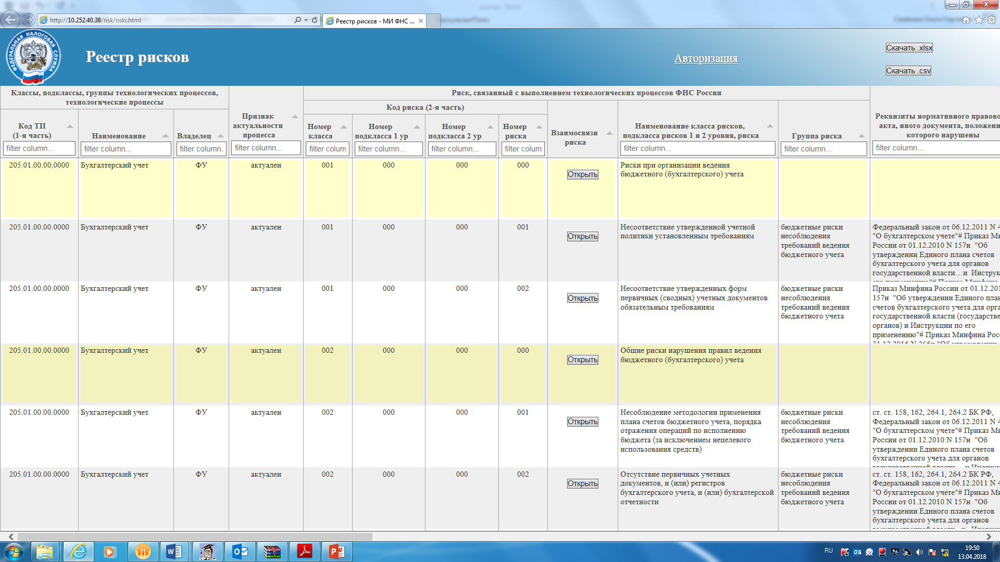 http://10.252.40.38/risk/riski.html
Реестр рисков - МИ ФНС ...
ФЕДЕРАЛЬНАЯ НАЛОГОВАЯ СЛУЖБА
Реестр рисков
Авторизация
Скачать .xlsx
Скачать .csv
Классы, подклассы, группы технологических процессов,
технологические процессы
Код ТП
(1-я часть)
Наименование
Владелец
Признак
актуальности
процесса
Риск, связанный с выполнением технологических процессов ФНС России
Код риска (2-я часть)
Номер
класса
Номер
подкласса 1 ур
Номер
подкласса 2 ур
Номер
риска
Взаимосвязи
риска
Наименование класса рисков,
подкласса рисков 1 и 2 уровня, риска
Группа риска
Реквизиты нормативного правово
акта, иного документа, положени
которого нарушены
filter column... filter column... filter column. filter column... filter colum filter column... filter column... filter colum filter column... filter column... filter column...
205.01.00.00.0000 Бухгалтерский учет ФУ актуален 001 000 000 000 Открыть
Риски при организации ведения
бюджетного (бухгалтерского) учета
205.01.00.00.0000 Бухгалтерский учет ФУ актуален 001 000 000 001 Открыть
Несоответствие утвержденной учетной
политики установленным требованиям
бюджетные риски
несоблюдения
требований ведения
бюджетного учета
Федеральный закон от 06.12.2011 N 4
"О бухгалтерском учете"# Приказ Ми
России от 01.12.2010 N 157н "Об
утверждении Единого плана счетов
бухгалтерского учета для органов
государственной власти…и Инструк
205.01.00.00.0000 Бухгалтерский учет ФУ актуален 001 000 000 002 Открыть
Несоответствие утвержденных форм
первичных (сводных) учетных документов
обязательным требованиям
бюджетные риски
несоблюдения
требований ведения
бюджетного учета
Приказ Минфина России от 01.12.201
157н "Об утверждении Единого план
счетов бухгалтерского учета для орга
государственной власти (государстве
органов) и Инструкции по его
применению"# Приказ Минфина Рос
205.01.00.00.0000 Бухгалтерский учет ФУ актуален 002 000 000 000 Открыть
Общие риски нарушения правил ведения
бюджетного (бухгалтерского) учета
205.01.00.00.0000 Бухгалтерский учет ФУ актуален 002 000 000 001 Открыть
Несоблюдение методологии применения
плана счетов бюджетного учета, порядка
отражения операций по исполнению
бюджета (за исключением нецелевого
использования средств)
бюджетные риски
несоблюдения
требований ведения
бюджетного учета
ст. ст. 158, 162, 264.1, 264.2 БК РФ,
Федеральный закон от 06.12.2011 N 4
"О бухгалтерском учете"# Приказ Ми
России от 01.12.2010 N 157н "Об
утверждении Единого плана счетов
бухгалтерского учета для органов
205.01.00.00.0000 Бухгалтерский учет ФУ актуален 002 000 000 002 Открыть
Отсутствие первичных учетных
документов, и (или) регистров
бухгалтерского учета, и (или) бухгалтерской
отчетности
бюджетные риски
несоблюдения
требований ведения
бюджетного учета
ст. ст. 158, 162, 264.1, 264.2 БК РФ,
Федеральный закон от 06.12.2011 N 4
"О бухгалтерском учете"# Приказ Ми
России от 01.12.2010 N 157н "Об
утверждении Единого плана счетов
бухгалтерского учета для органов
RU
19:50
13.04.2018